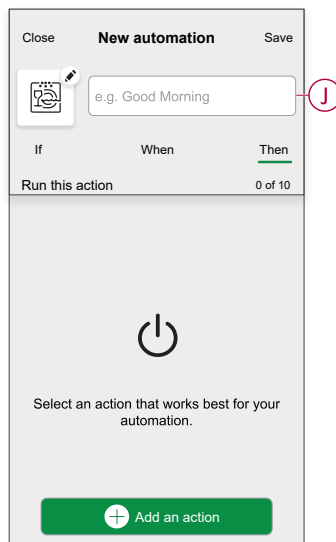 Close New automation Save
e.g. Good Morning
J
If When Then
Run this action 0 of 10
Select an action that works best for your
automation.
Add an action